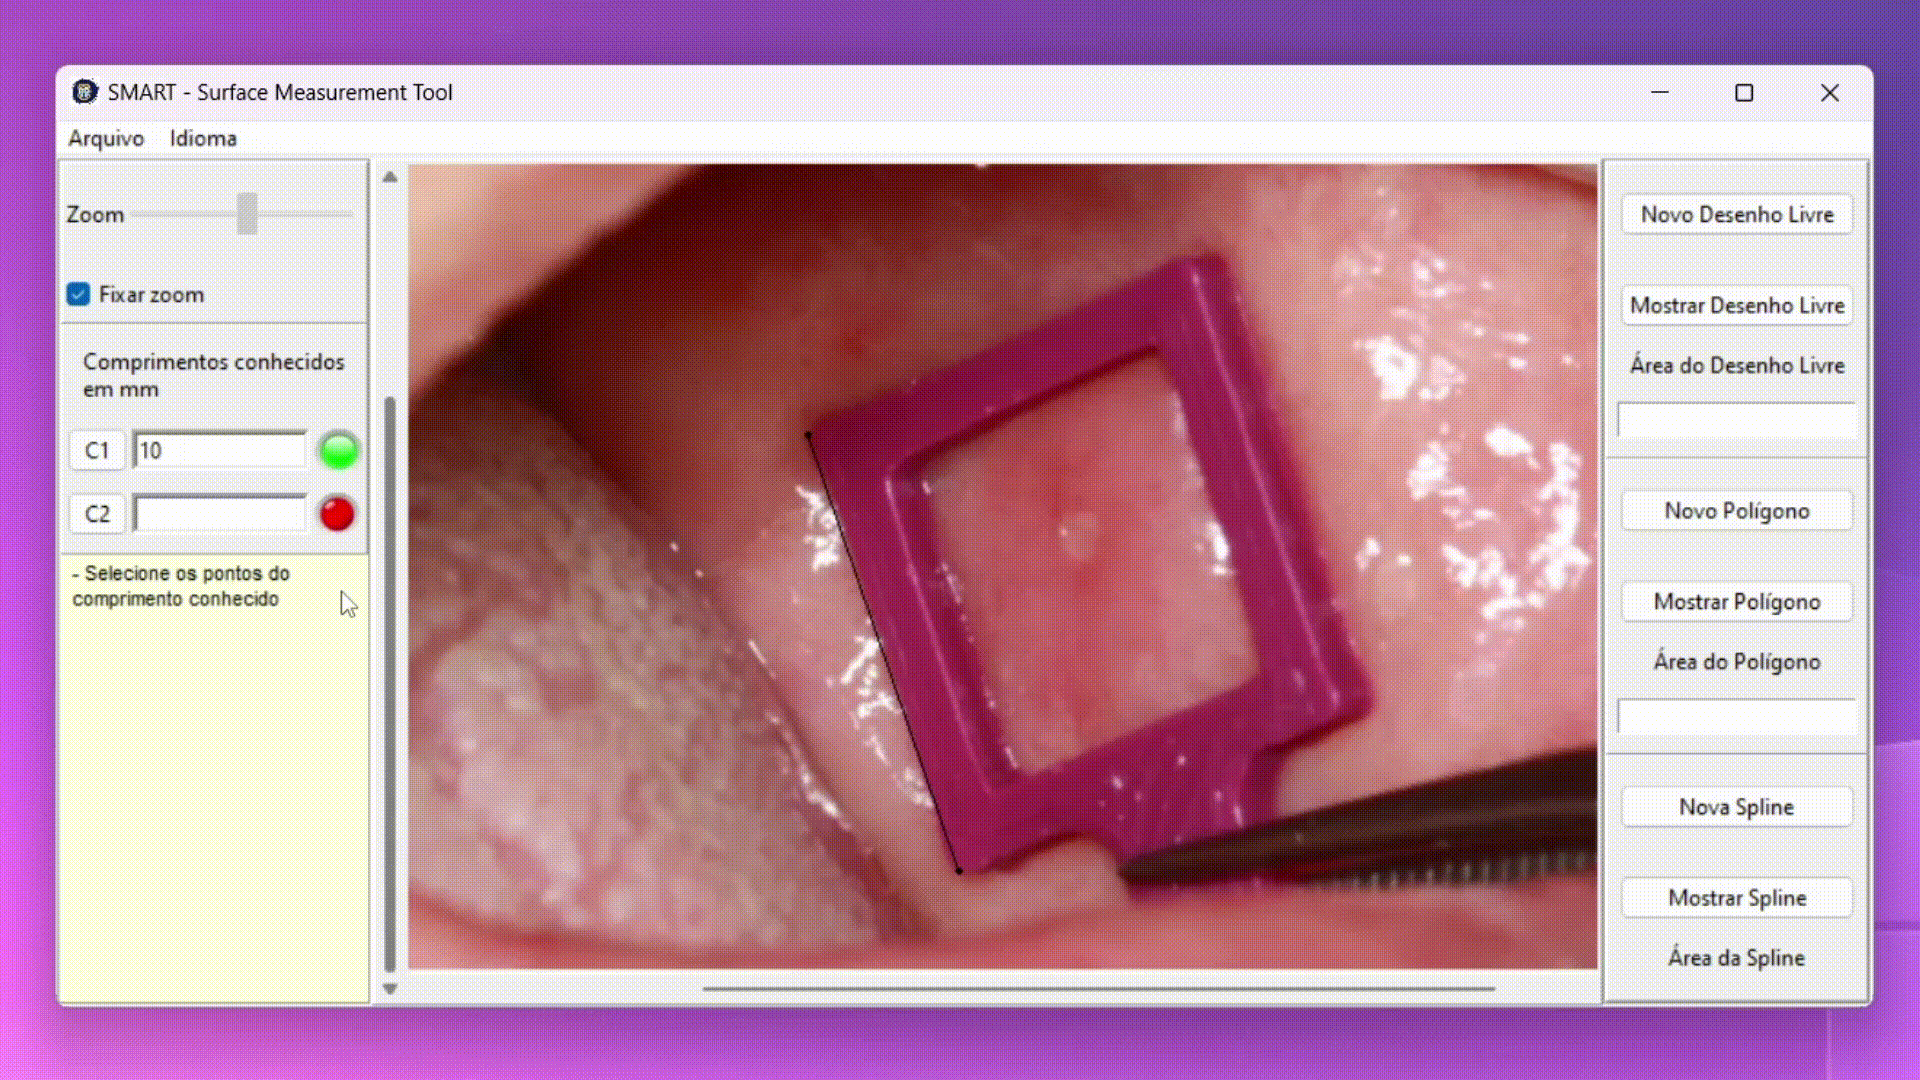 SMART - Surface Measurement Tool
Arquivo Idioma
Zoom
Fixar zoom
Comprimentos conhecidos
em mm
C1 10
C2
- Selecione os pontos do
comprimento conhecido
Novo Desenho Livre
Mostrar Desenho Livre
Área do Desenho Livre
Novo Polígono
Mostrar Polígono
Área do Polígono
Nova Spline
Mostrar Spline
Área da Spline